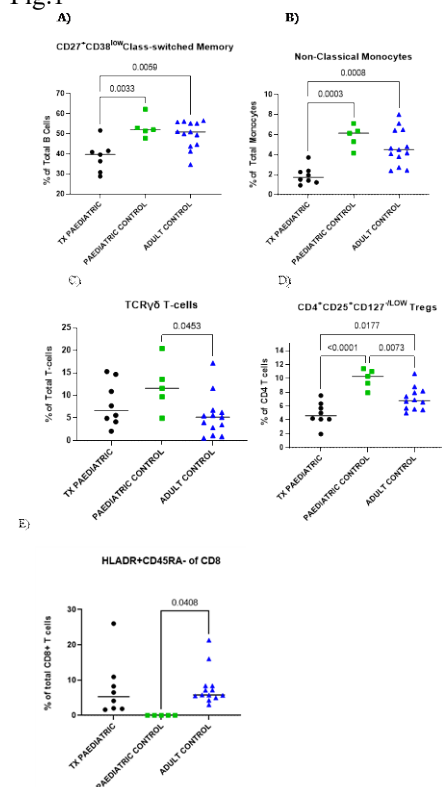 Fig.1
A)
CD27⁺CD38ˡᵒʷClass-switched Memory
0.0059
0.0033
% of Total B Cells
70
60
50
40
30
20
TX PAEDIATRIC
PAEDIATRIC CONTROL
ADULT CONTROL
B)
Non-Classical Monocytes
0.0008
0.0003
% of Total Monocytes
10
8
6
4
2
0
TX PAEDIATRIC
PAEDIATRIC CONTROL
ADULT CONTROL
C)
TCRγδ T-cells
0.0453
% of Total T-cells
25
20
15
10
5
0
TX PAEDIATRIC
PAEDIATRIC CONTROL
ADULT CONTROL
D)
CD4⁺CD25⁺CD127⁻/ᴸᴼᵂ Tregs
0.0177
<0.0001
0.0073
% of CD4 T cells
14
12
10
8
6
4
2
0
TX PAEDIATRIC
PAEDIATRIC CONTROL
ADULT CONTROL
E)
HLADR+CD45RA- of CD8
0.0408
% of total CD8+ T cells
30
20
10
0
TX PAEDIATRIC
PAEDIATRIC CONTROL
ADULT CONTROL